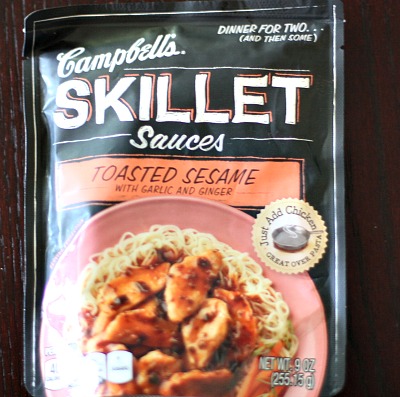 DINNER FOR TWO...
(AND THEN SOME)
Campbell's
SKILLET
Sauces
TOASTED SESAME
WITH GARLIC AND GINGER
Just Add Chicken
GREAT OVER PASTA
NET WT. 9 OZ
(255.15 g)